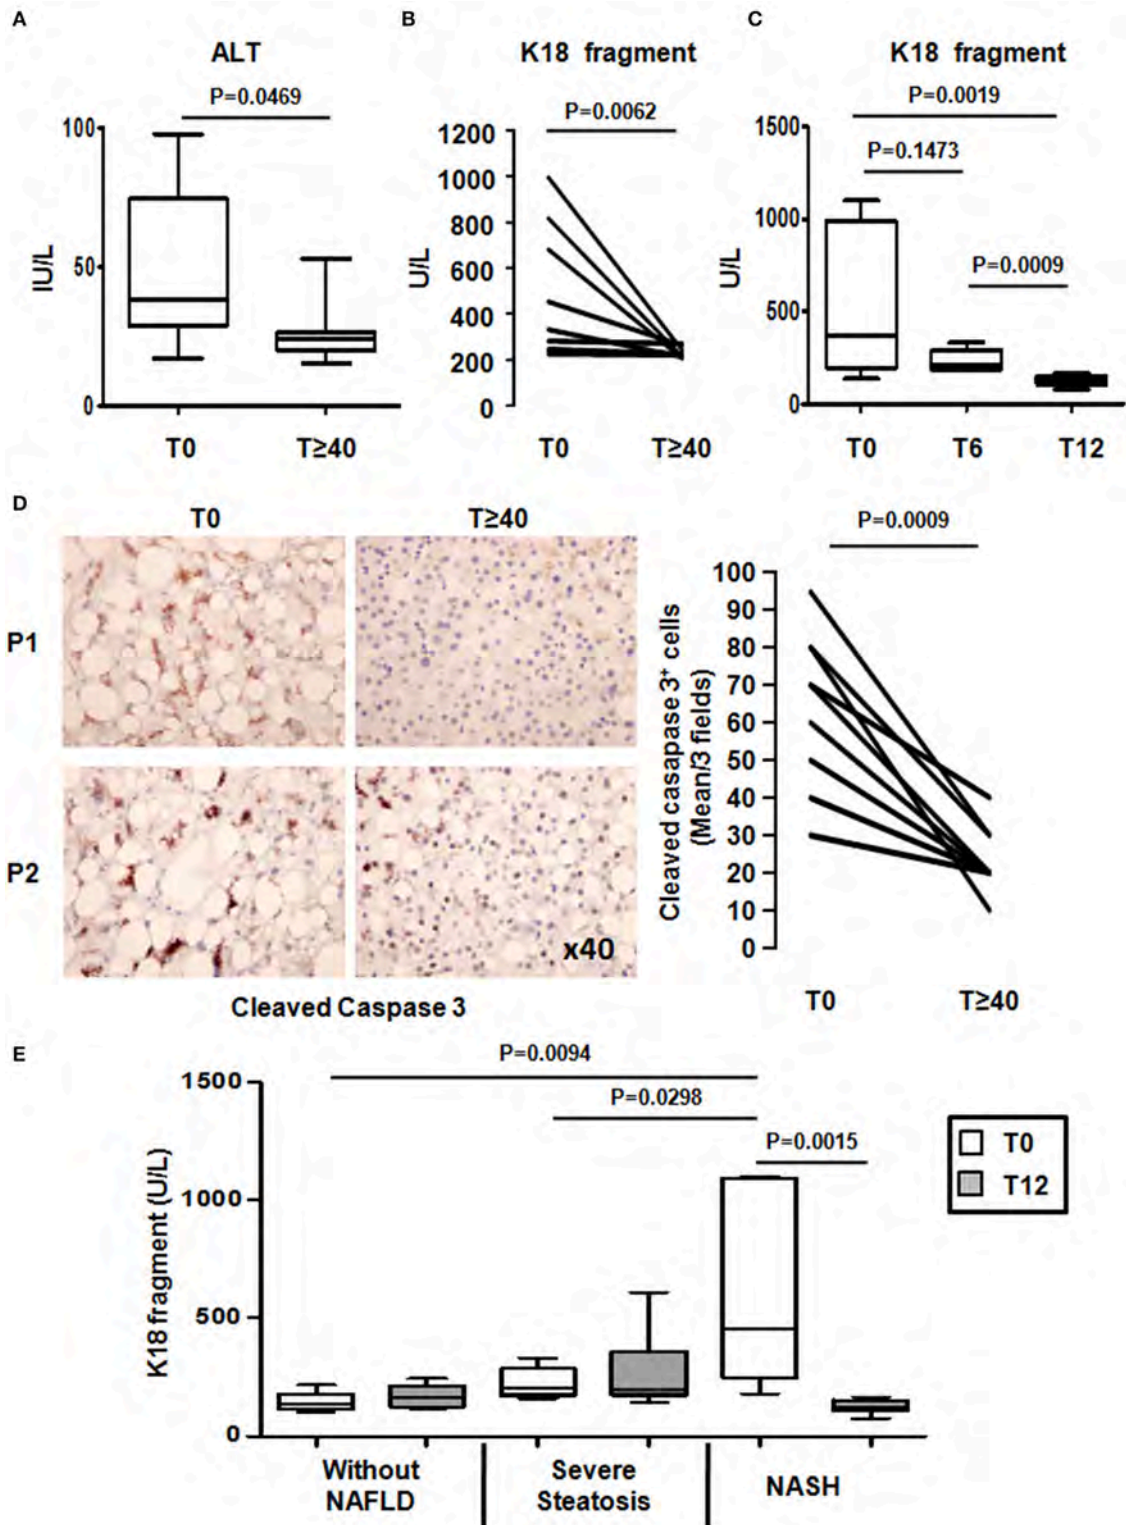 A
ALT
P=0.0469
100
50
0
IU/L
T0
T≥40
B
K18 fragment
P=0.0062
1200
1000
800
600
400
200
0
U/L
T0
T≥40
C
K18 fragment
P=0.0019
P=0.1473
P=0.0009
1500
1000
500
0
U/L
T0
T6
T12
D
T0
T≥40
P1
P2
x40
Cleaved Caspase 3
P=0.0009
Cleaved casapase 3⁺ cells
(Mean/3 fields)
100
90
80
70
60
50
40
30
20
10
0
T0
T≥40
E
P=0.0094
P=0.0298
P=0.0015
1500
1000
500
0
K18 fragment (U/L)
T0
T12
Without
NAFLD
Severe
Steatosis
NASH